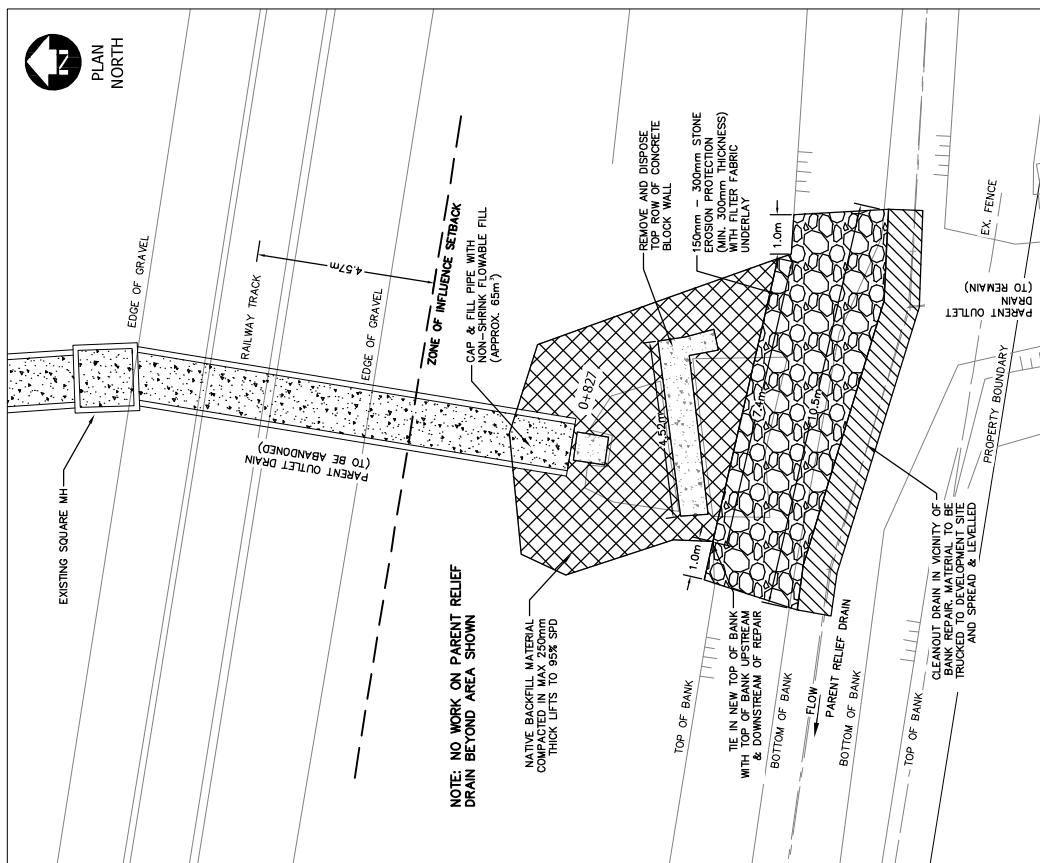 N
PLAN
NORTH
EDGE OF GRAVEL
RAILWAY TRACK
4.57m
EDGE OF GRAVEL
ZONE OF INFLUENCE SETBACK
CAP & FILL PIPE WITH
NON-SHRINK FLOWABLE FILL
(APPROX. 65m³)
EXISTING SQUARE MH
PARENT OUTLET DRAIN
(TO BE ABANDONED)
REMOVE AND DISPOSE
TOP ROW OF CONCRETE
BLOCK WALL
150mm - 300mm STONE
EROSION PROTECTION
(MIN. 300mm THICKNESS)
WITH FILTER FABRIC
UNDERLAY
0+827
4.52m
1.0m
7.4m
10.5m
1.0m
EX. FENCE
PARENT OUTLET
DRAIN
(TO REMAIN)
PROPERTY BOUNDARY
NOTE: NO WORK ON PARENT RELIEF
DRAIN BEYOND AREA SHOWN
NATIVE BACKFILL MATERIAL
COMPACTED IN MAX 250mm
THICK LIFTS TO 95% SPD
TOP OF BANK
TIE IN NEW TOP OF BANK
WITH TOP OF BANK UPSTREAM
& DOWNSTREAM OF REPAIR
BOTTOM OF BANK
FLOW
PARENT RELIEF DRAIN
BOTTOM OF BANK
TOP OF BANK
CLEANOUT DRAIN IN VICINITY OF
BANK REPAIR. MATERIAL TO BE
TRUCKED TO DEVELOPMENT SITE
AND SPREAD & LEVELLED